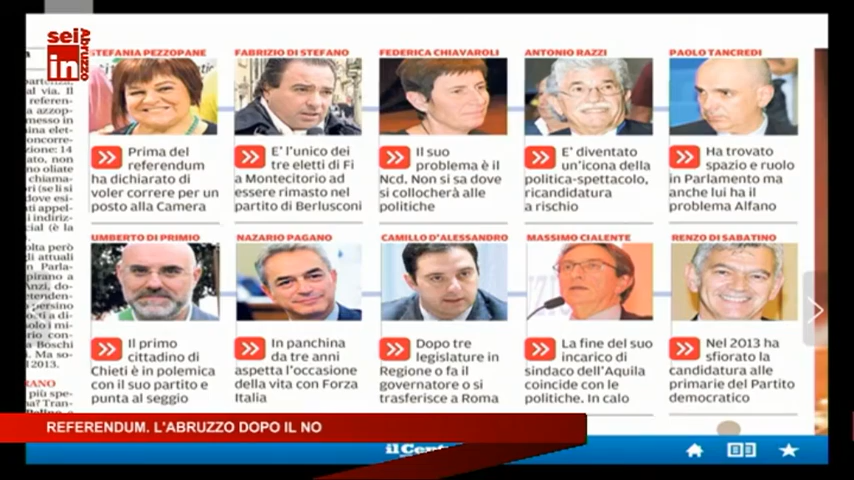 sei
in
Abruzzo
STEFANIA PEZZOPANE
Prima del
referendum
ha dichiarato di
voler correre per un
posto alla Camera
FABRIZIO DI STEFANO
E' l'unico dei
tre eletti di Fi
a Montecitorio ad
essere rimasto nel
partito di Berlusconi
FEDERICA CHIAVAROLI
Il suo
problema è il
Ncd. Non si sa dove
si collocherà alle
politiche
ANTONIO RAZZI
E' diventato
un'icona della
politica-spettacolo,
ricandidatura
a rischio
PAOLO TANCREDI
Ha trovato
spazio e ruolo
in Parlamento ma
anche lui ha il
problema Alfano
UMBERTO DI PRIMIO
Il primo
cittadino di
Chieti è in polemica
con il suo partito e
punta al seggio
NAZARIO PAGANO
In panchina
da tre anni
aspetta l'occasione
della vita con Forza
Italia
CAMILLO D'ALESSANDRO
Dopo tre
legislature in
Regione o fa il
governatore o si
trasferisce a Roma
MASSIMO CIALENTE
La fine del suo
incarico di
sindaco dell'Aquila
coincide con le
politiche. In calo
RENZO DI SABATINO
Nel 2013 ha
sfiorato la
candidatura alle
primarie del Partito
democratico
REFERENDUM. L'ABRUZZO DOPO IL NO
il Cent